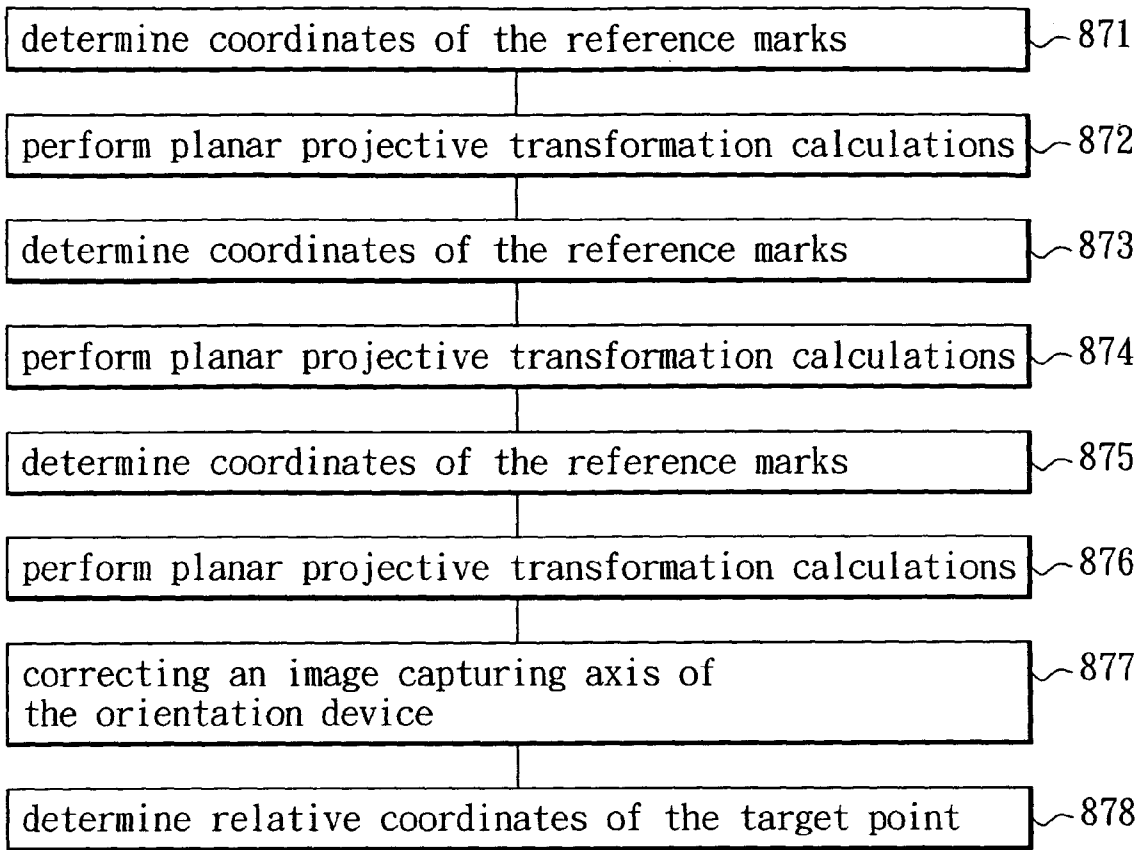 determine coordinates of the reference marks 871
perform planar projective transformation calculations 872
determine coordinates of the reference marks 873
perform planar projective transformation calculations 874
determine coordinates of the reference marks 875
perform planar projective transformation calculations 876
correcting an image capturing axis of 877
the orientation device
determine relative coordinates of the target point 878